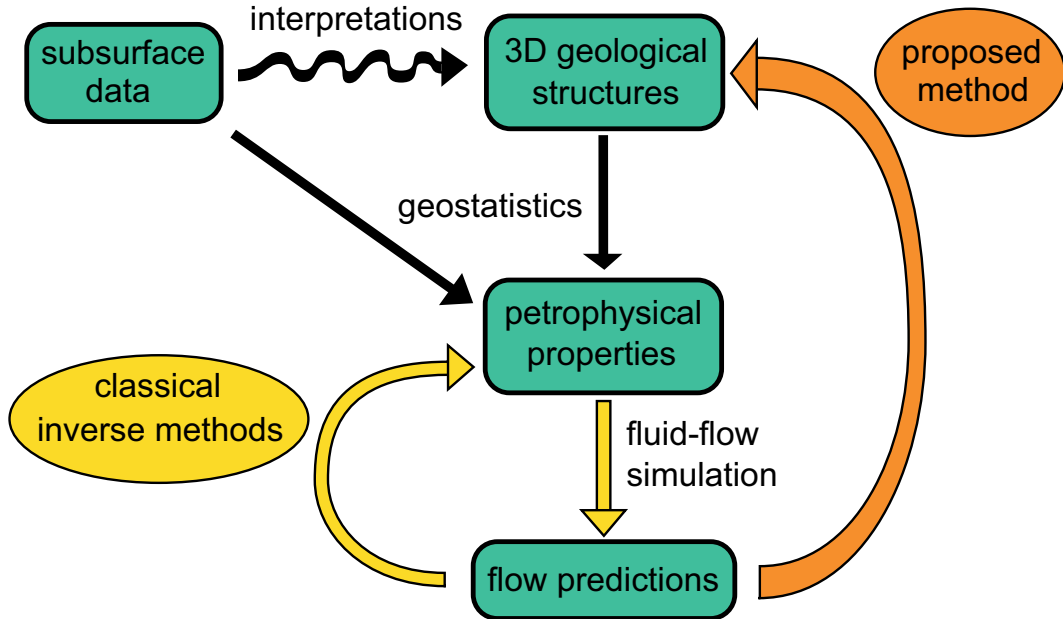 interpretations
subsurface
data
3D geological
structures
proposed
method
geostatistics
petrophysical
properties
classical
inverse methods
fluid-flow
simulation
flow predictions